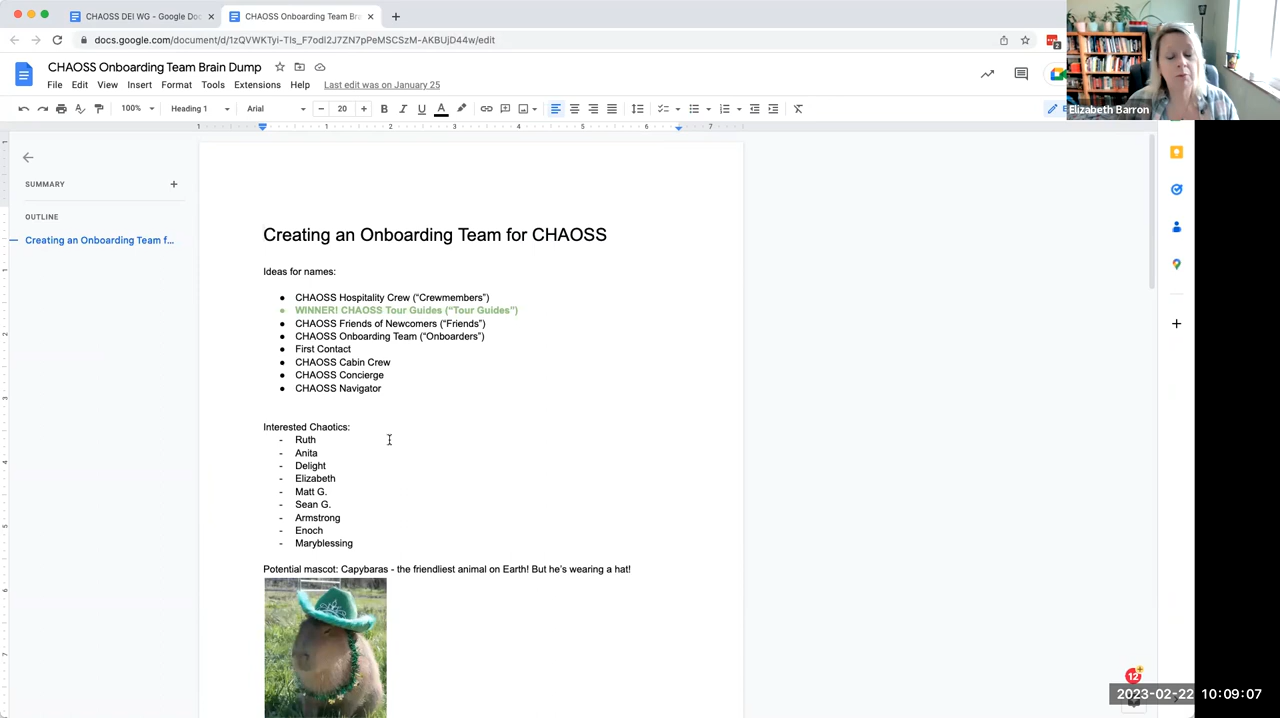 CHAOSS DEI WG - Google Doc
CHAOSS Onboarding Team Bra
docs.google.com/document/d/
Elizabeth Barron
CHAOSS Onboarding Team Brain Dump
File Edit View Insert Format Tools Extensions Help Last edit was on January 25
100% Heading 1 Arial 20
SUMMARY
OUTLINE
Creating an Onboarding Team f...
Creating an Onboarding Team for CHAOSS
Ideas for names:
● CHAOSS Hospitality Crew (“Crewmembers”)
● WINNER! CHAOSS Tour Guides (“Tour Guides”)
● CHAOSS Friends of Newcomers (“Friends”)
● CHAOSS Onboarding Team (“Onboarders”)
● First Contact
● CHAOSS Cabin Crew
● CHAOSS Concierge
● CHAOSS Navigator
Interested Chaotics:
- Ruth
- Anita
- Delight
- Elizabeth
- Matt G.
- Sean G.
- Armstrong
- Enoch
- Maryblessing
Potential mascot: Capybaras - the friendliest animal on Earth! But he’s wearing a hat!
12
2023-02-22 10:09:07